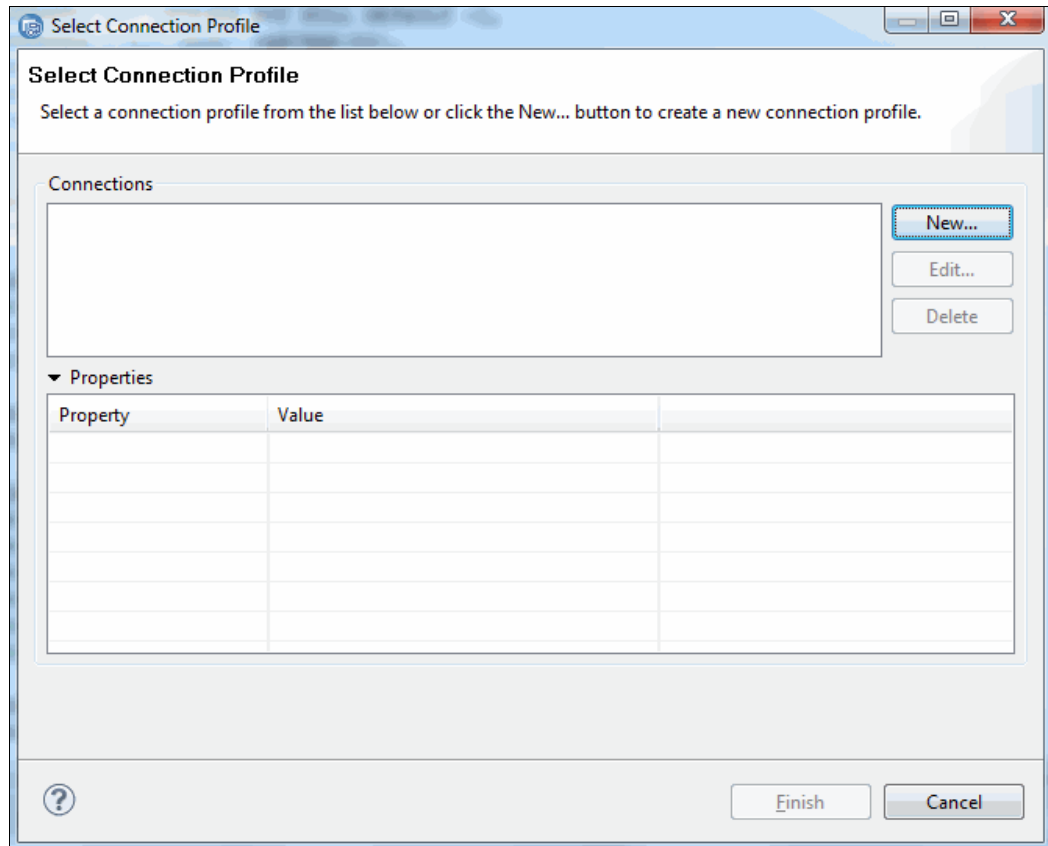 Select Connection Profile
Select Connection Profile
Select a connection profile from the list below or click the New... button to create a new connection profile.
Connections
New...
Edit...
Delete
Properties
Property Value
Finish Cancel